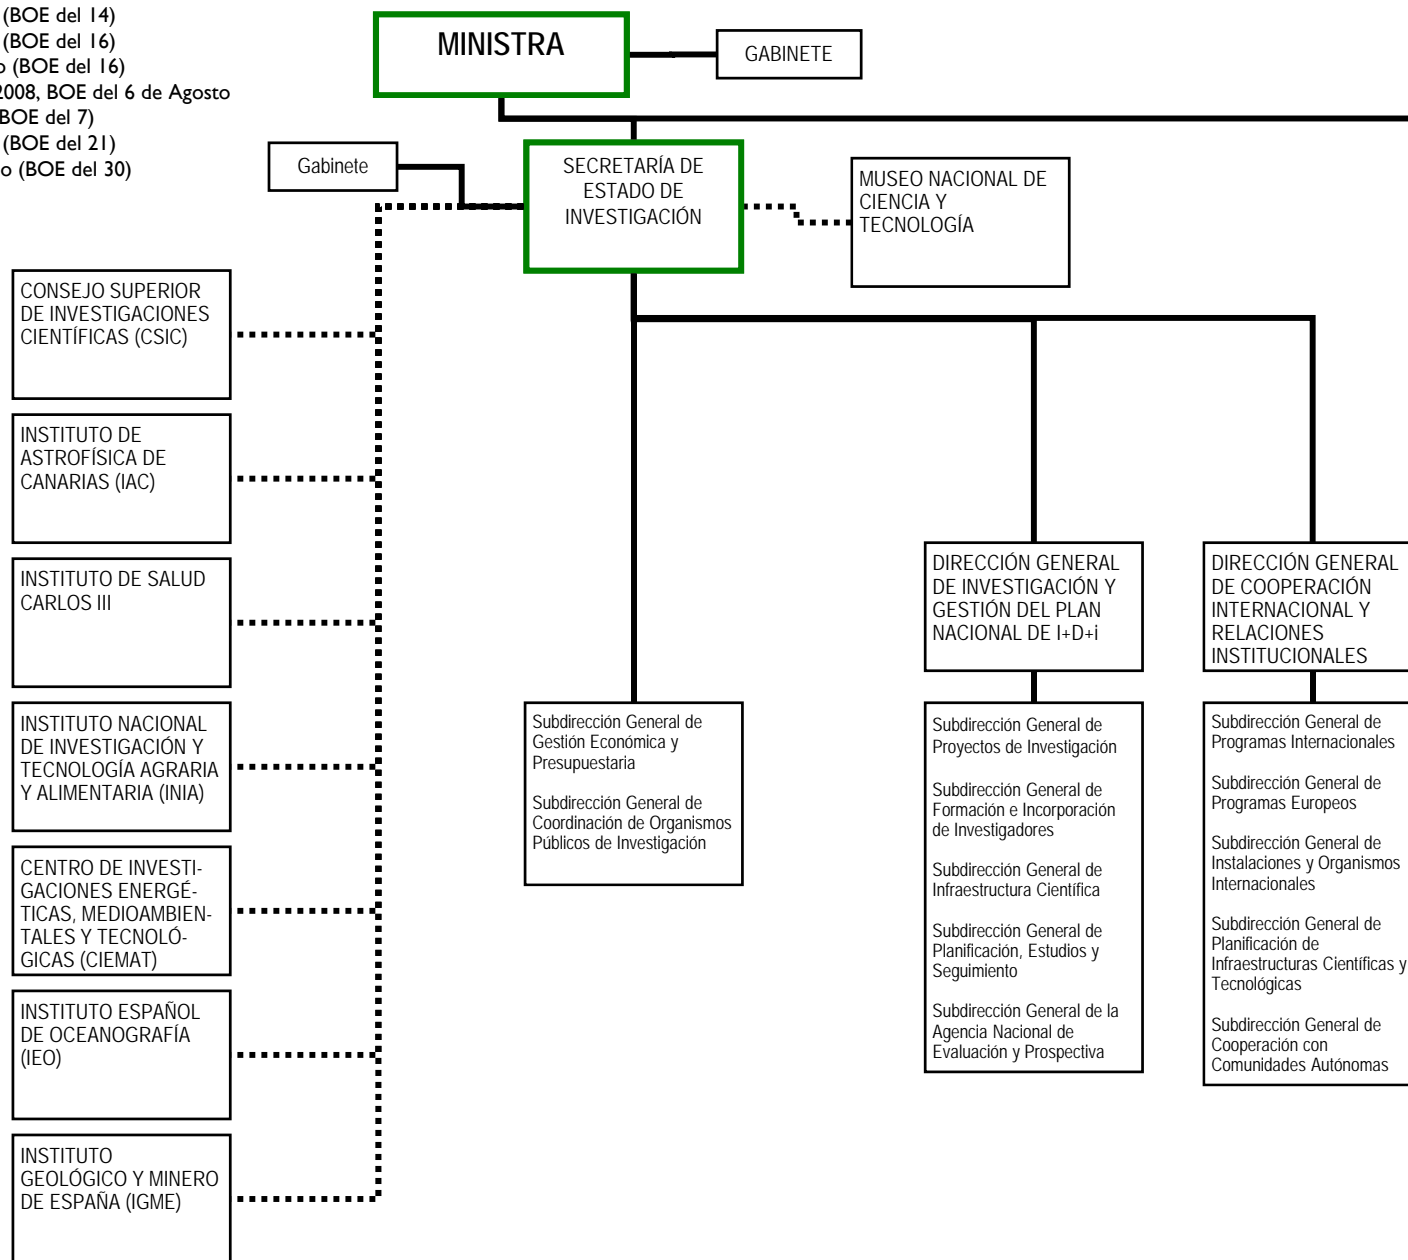 (BOE del 14)
(BOE del 16)
o (BOE del 16)
2008, BOE del 6 de Agosto
BOE del 7)
(BOE del 21)
o (BOE del 30)
MINISTRA
GABINETE
Gabinete
SECRETARÍA DE
ESTADO DE
INVESTIGACIÓN
MUSEO NACIONAL DE
CIENCIA Y
TECNOLOGÍA
CONSEJO SUPERIOR
DE INVESTIGACIONES
CIENTÍFICAS (CSIC)
INSTITUTO DE
ASTROFÍSICA DE
CANARIAS (IAC)
INSTITUTO DE SALUD
CARLOS III
INSTITUTO NACIONAL
DE INVESTIGACIÓN Y
TECNOLOGÍA AGRARIA
Y ALIMENTARIA (INIA)
CENTRO DE INVESTI-
GACIONES ENERGÉ-
TICAS, MEDIOAMBIEN-
TALES Y TECNOLÓ-
GICAS (CIEMAT)
INSTITUTO ESPAÑOL
DE OCEANOGRAFÍA
(IEO)
INSTITUTO
GEOLÓGICO Y MINERO
DE ESPAÑA (IGME)
Subdirección General de
Gestión Económica y
Presupuestaria
Subdirección General de
Coordinación de Organismos
Públicos de Investigación
DIRECCIÓN GENERAL
DE INVESTIGACIÓN Y
GESTIÓN DEL PLAN
NACIONAL DE I+D+i
Subdirección General de
Proyectos de Investigación
Subdirección General de
Formación e Incorporación
de Investigadores
Subdirección General de
Infraestructura Científica
Subdirección General de
Planificación, Estudios y
Seguimiento
Subdirección General de la
Agencia Nacional de
Evaluación y Prospectiva
DIRECCIÓN GENERAL
DE COOPERACIÓN
INTERNACIONAL Y
RELACIONES
INSTITUCIONALES
Subdirección General de
Programas Internacionales
Subdirección General de
Programas Europeos
Subdirección General de
Instalaciones y Organismos
Internacionales
Subdirección General de
Planificación de
Infraestructuras Científicas y
Tecnológicas
Subdirección General de
Cooperación con
Comunidades Autónomas